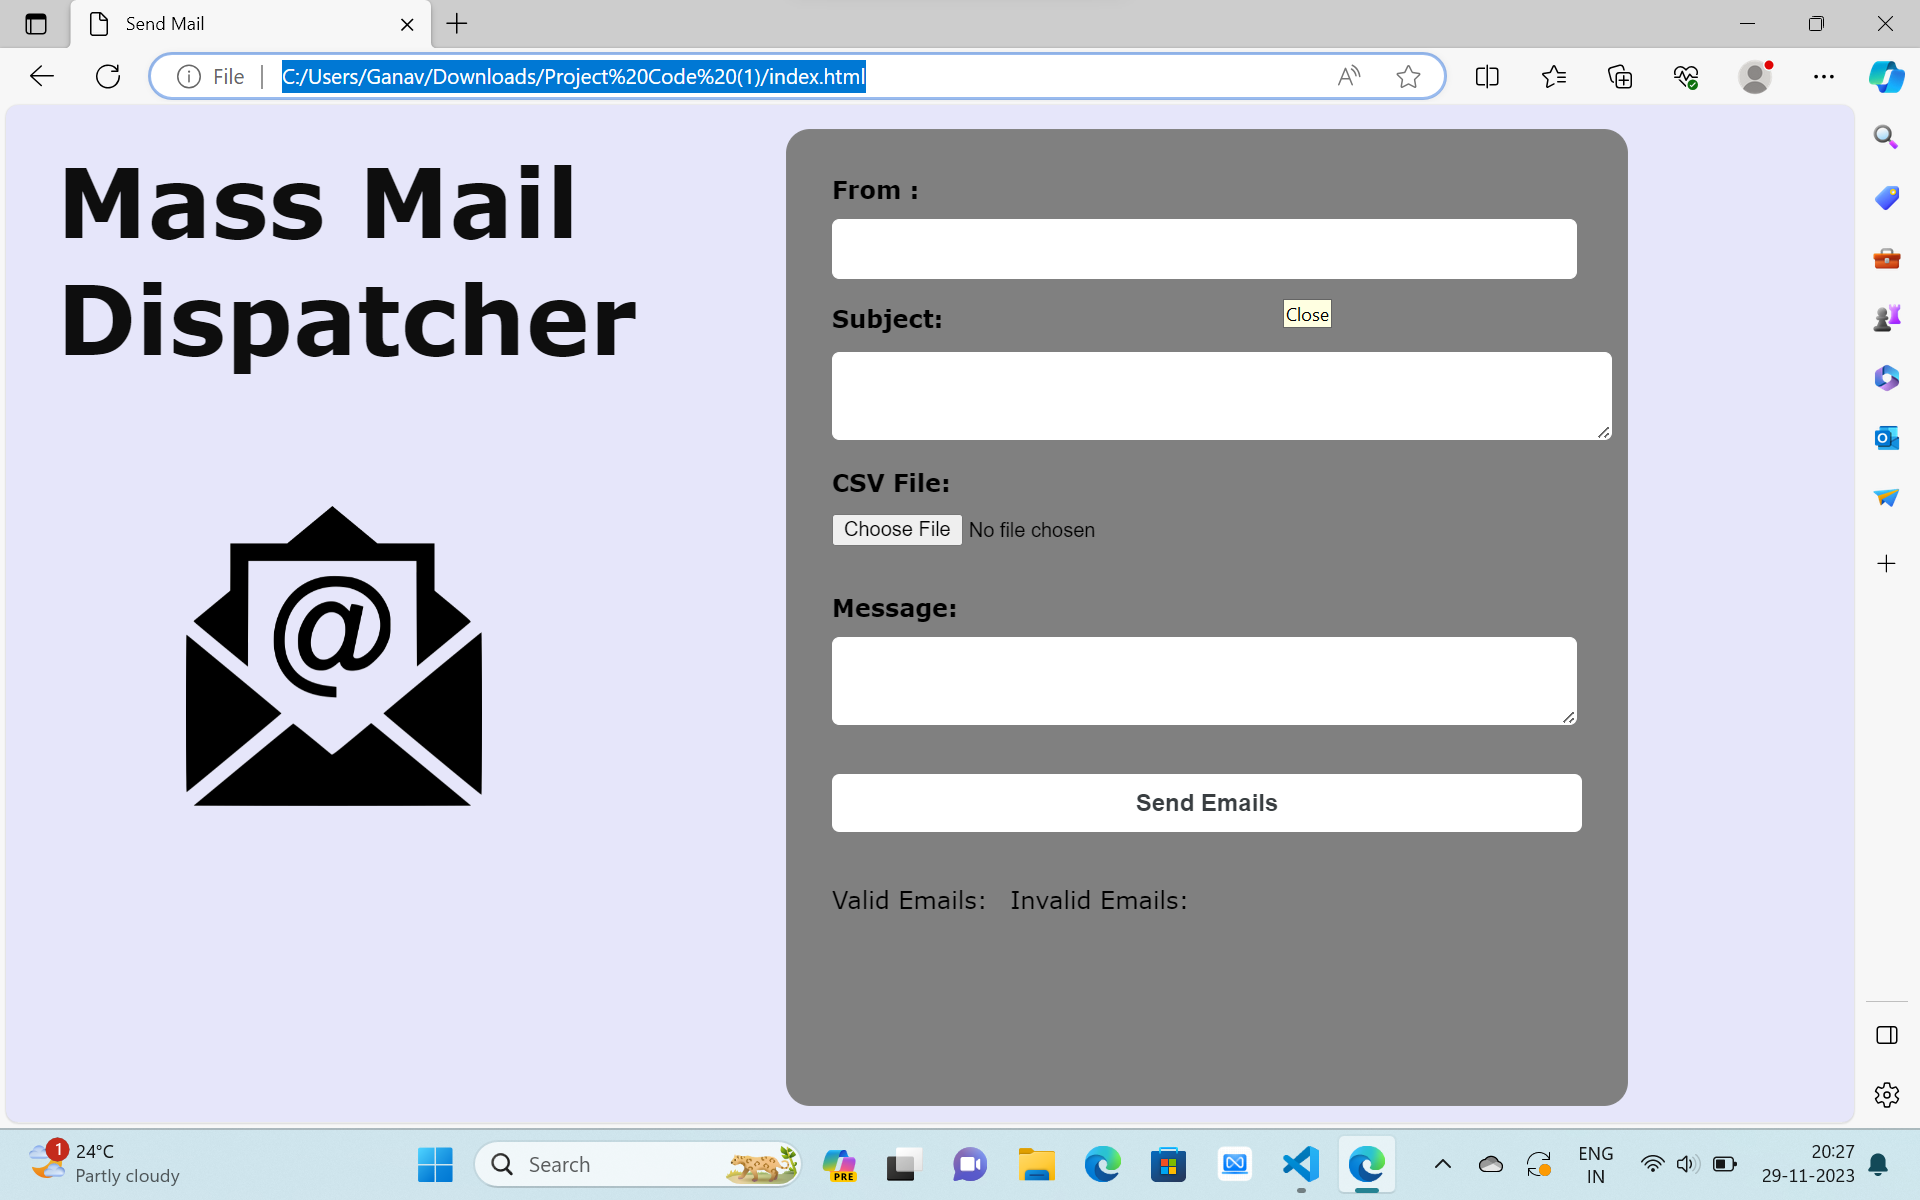 Send Mail
File
C:/Users/Ganav/Downloads/Project%20Code%20(1)/index.html
Mass Mail
Dispatcher
@
From :
Close
Subject:
CSV File:
Choose File No file chosen
Message:
Send Emails
Valid Emails: Invalid Emails:
1
24°C
Partly cloudy
Search
PRE
ENG
IN
20:27
29-11-2023